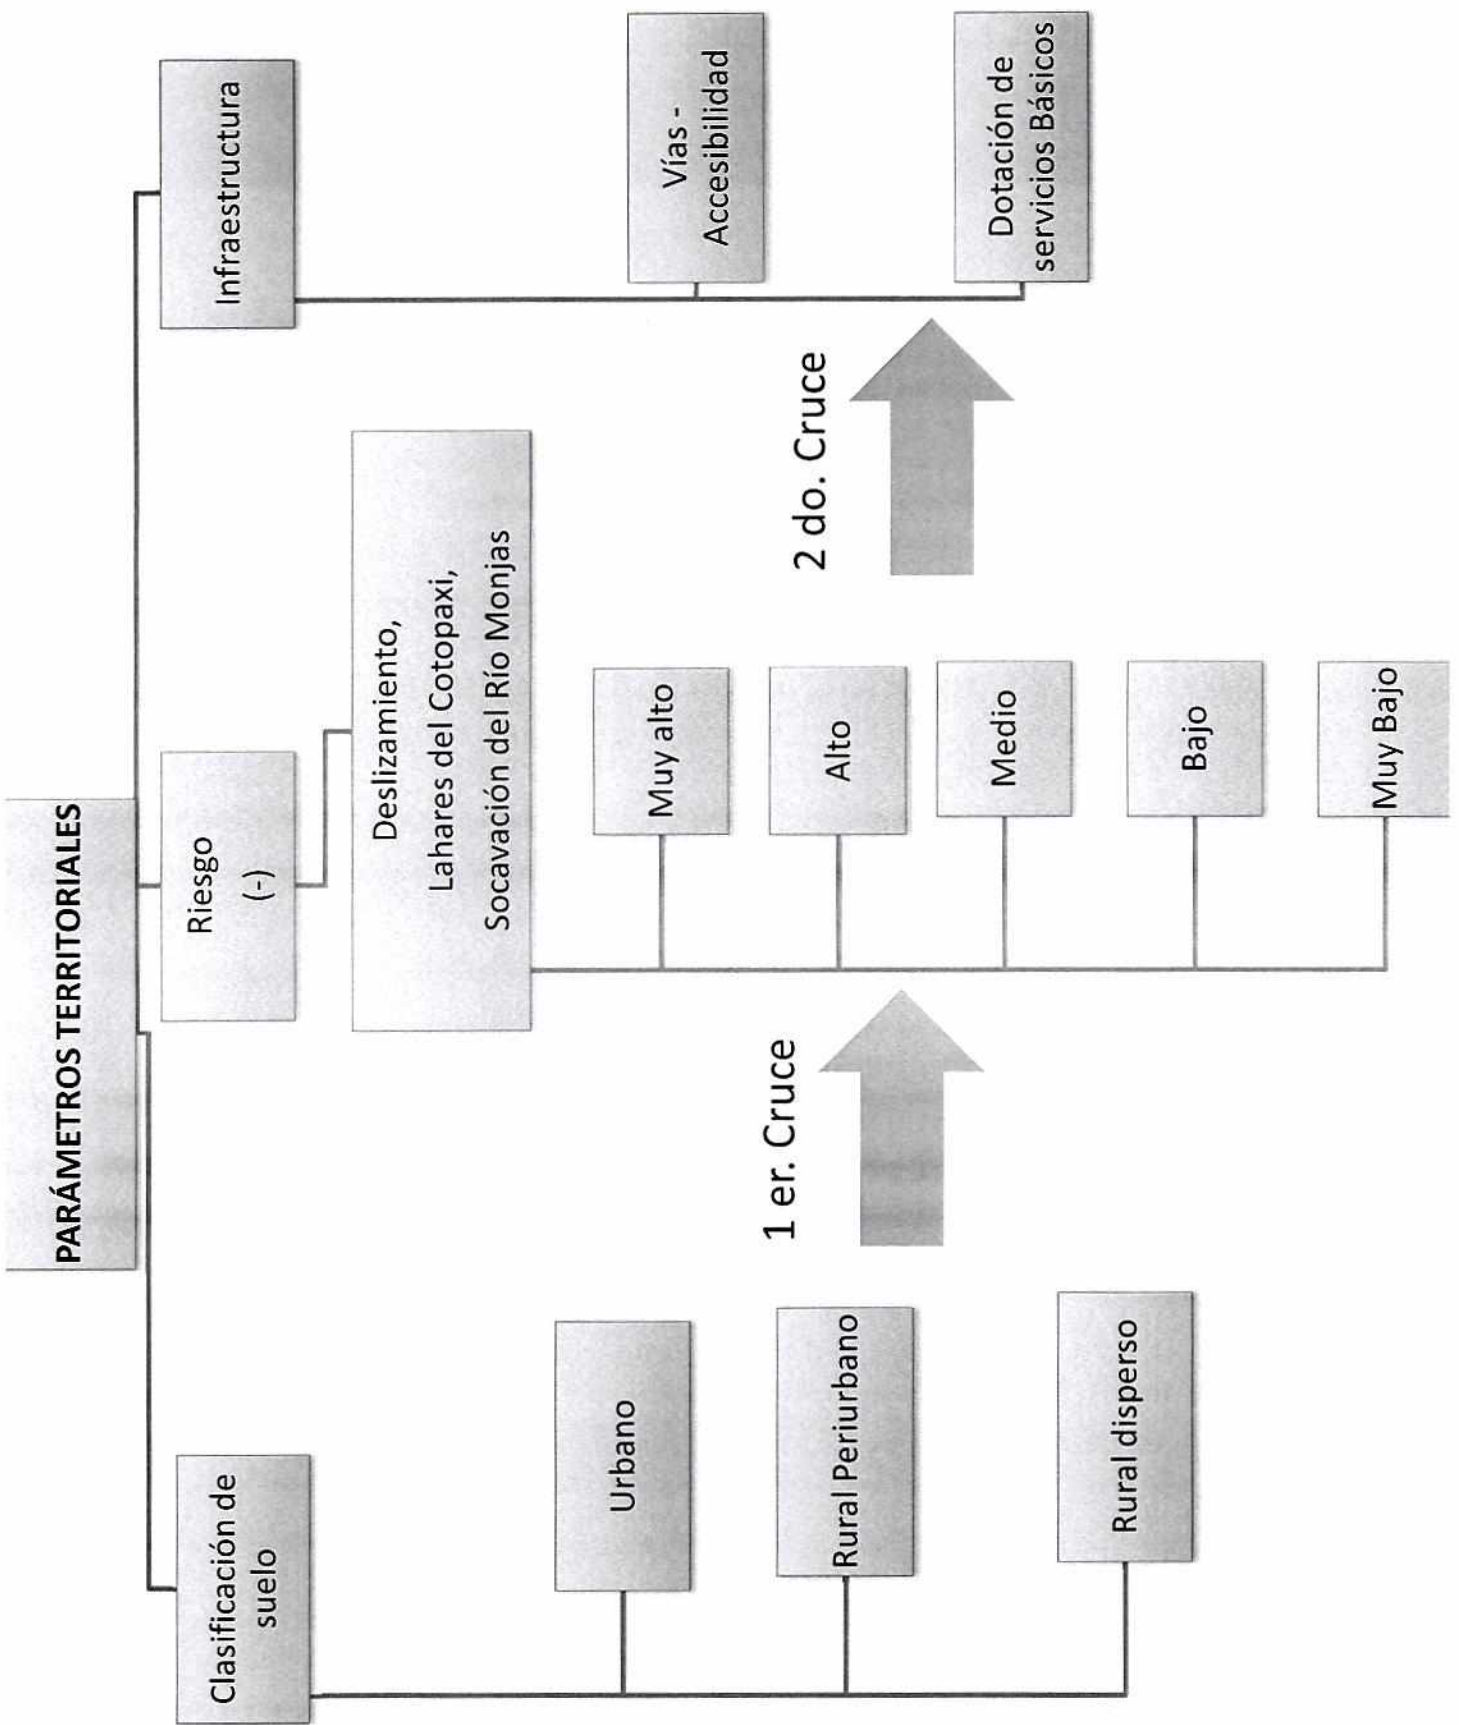 PARÁMETROS TERRITORIALES
Clasificación de
suelo
Urbano
Rural Periurbano
Rural disperso
1 er. Cruce
Riesgo
(-)
Deslizamiento,
Lahares del Cotopaxi,
Socavación del Río Monjas
Muy alto
Alto
Medio
Bajo
Muy Bajo
2 do. Cruce
Infraestructura
Vías -
Accesibilidad
Dotación de
servicios Básicos